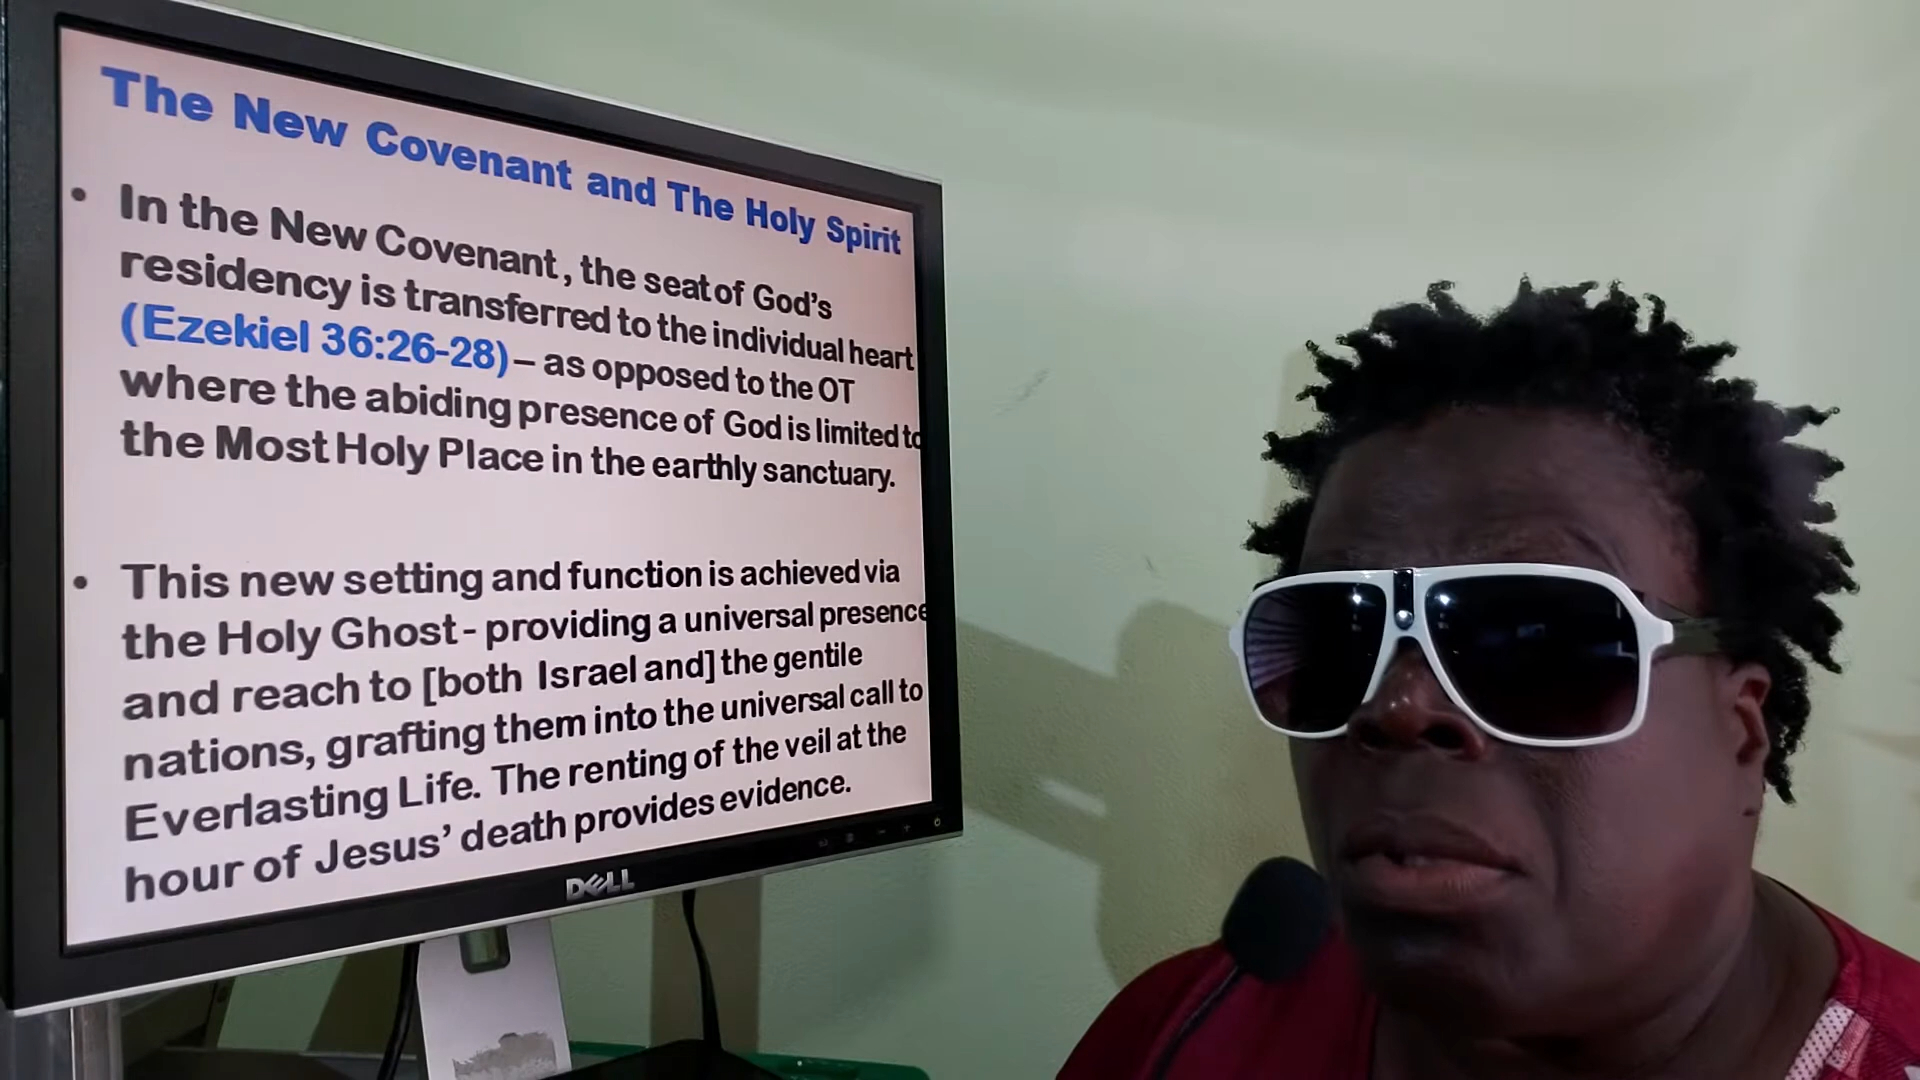 The New Covenant and The Holy Spirit
• In the New Covenant, the seat of God's
residency is transferred to the individual heart
(Ezekiel 36:26-28) – as opposed to the OT
where the abiding presence of God is limited to
the Most Holy Place in the earthly sanctuary.
• This new setting and function is achieved via
the Holy Ghost - providing a universal presence
and reach to [both Israel and] the gentile
nations, grafting them into the universal call to
Everlasting Life. The renting of the veil at the
hour of Jesus' death provides evidence.
DELL